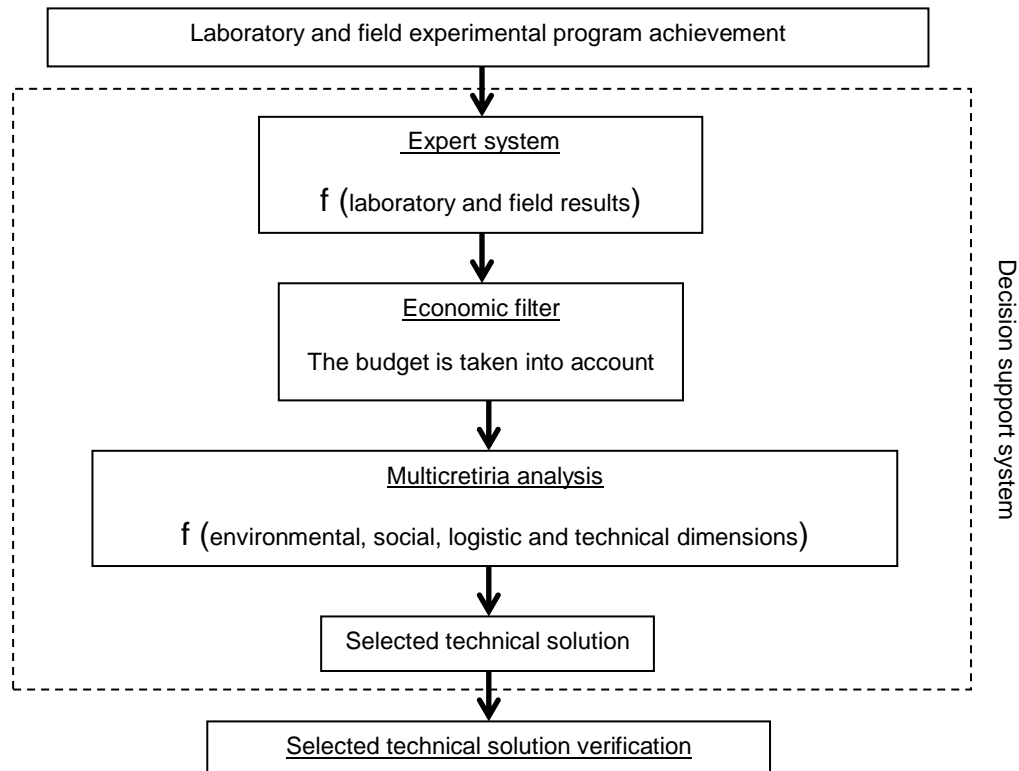 Laboratory and field experimental program achievement
Expert system
f (laboratory and field results)
Economic filter
The budget is taken into account
Multicretiria analysis
f (environmental, social, logistic and technical dimensions)
Selected technical solution
Decision support system
Selected technical solution verification